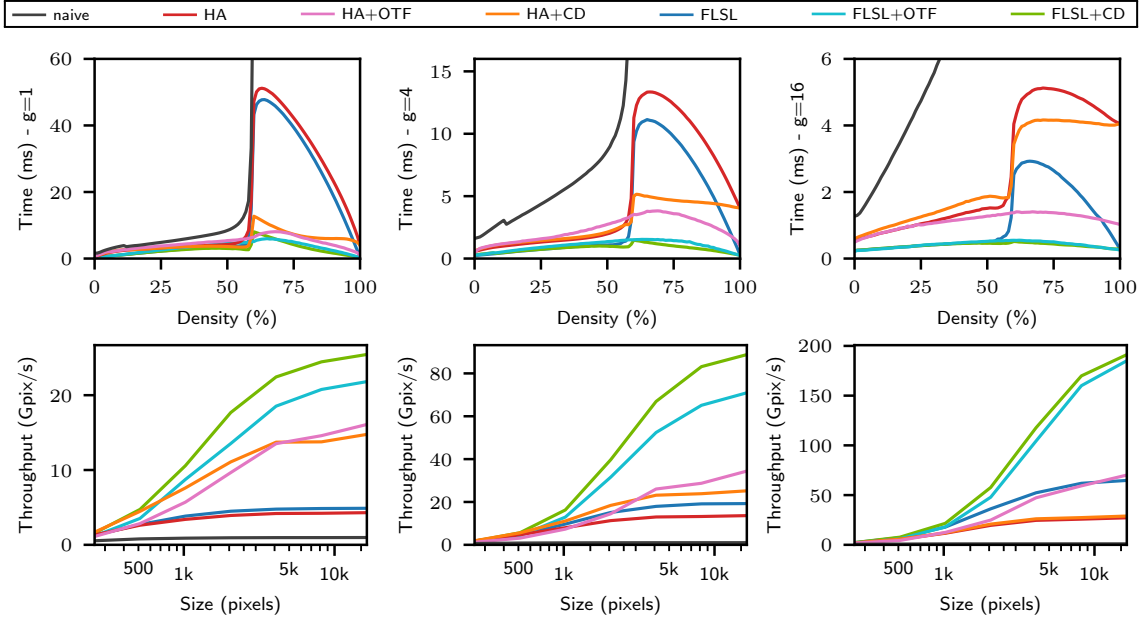 naive HA HA+OTF HA+CD FLSL FLSL+OTF FLSL+CD
Time (ms) - g=1
60
40
20
0
0 25 50 75 100
Density (%)
Time (ms) - g=4
15
10
5
0
0 25 50 75 100
Density (%)
Time (ms) - g=16
6
4
2
0
0 25 50 75 100
Density (%)
Throughput (Gpix/s)
20
10
0
500 1k 5k 10k
Size (pixels)
Throughput (Gpix/s)
80
60
40
20
0
500 1k 5k 10k
Size (pixels)
Throughput (Gpix/s)
200
150
100
50
0
500 1k 5k 10k
Size (pixels)